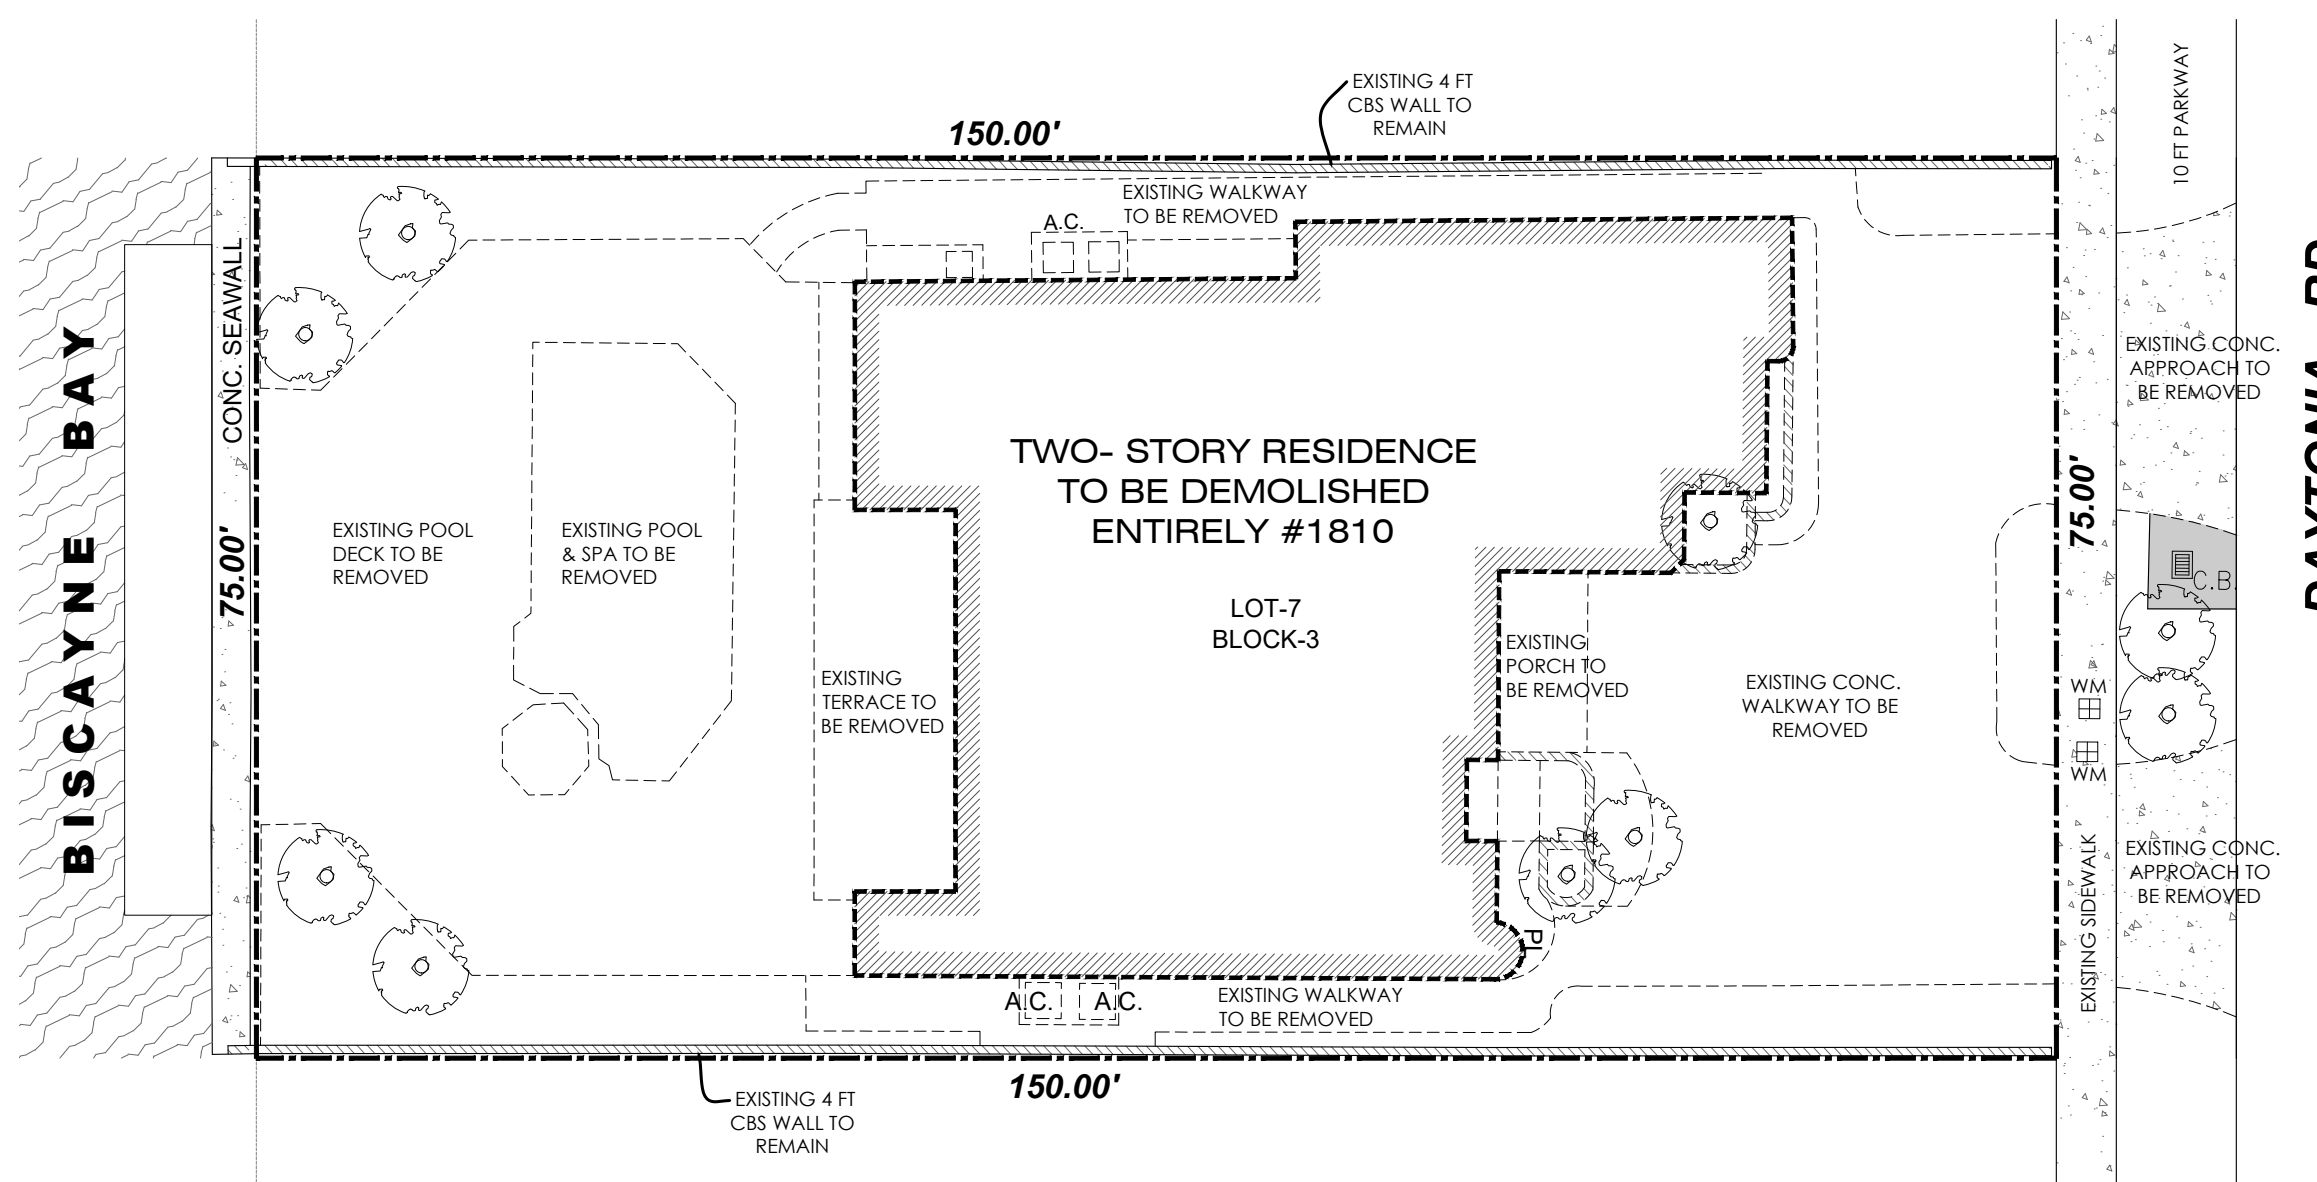 EXISTING 4 FT
CBS WALL TO
REMAIN
10 FT PARKWAY
150.00'
EXISTING WALKWAY
TO BE REMOVED
A.C.
CONC. SEAWALL
BISCAYNE BAY
75.00'
EXISTING POOL
DECK TO BE
REMOVED
EXISTING POOL
& SPA TO BE
REMOVED
TWO- STORY RESIDENCE
TO BE DEMOLISHED
ENTIRELY #1810
LOT-7
BLOCK-3
EXISTING
TERRACE TO
BE REMOVED
EXISTING
PORCH TO
BE REMOVED
EXISTING CONC.
WALKWAY TO BE
REMOVED
75.00'
EXISTING CONC.
APPROACH TO
BE REMOVED
C.B.
WM
WM
EXISTING SIDEWALK
EXISTING CONC.
APPROACH TO
BE REMOVED
PL
A.C.
A.C.
EXISTING WALKWAY
TO BE REMOVED
150.00'
EXISTING 4 FT
CBS WALL TO
REMAIN